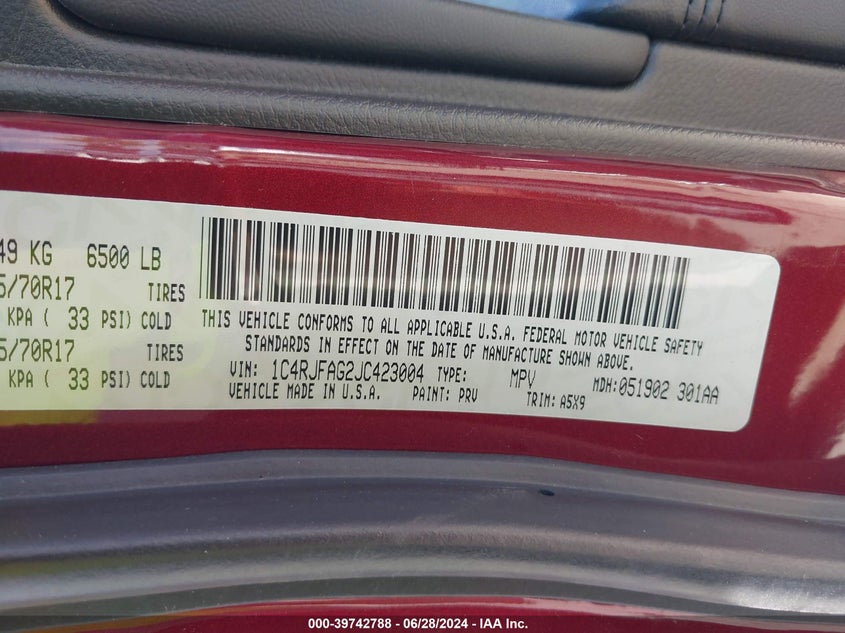 49 KG 6500 LB
5/70R17 TIRES
KPA ( 33 PSI) COLD
5/70R17 TIRES
KPA ( 33 PSI) COLD
THIS VEHICLE CONFORMS TO ALL APPLICABLE U.S.A. FEDERAL MOTOR VEHICLE SAFETY
STANDARDS IN EFFECT ON THE DATE OF MANUFACTURE SHOWN ABOVE.
VIN: 1C4RJFAG2JC423004 TYPE: MPV MDH:051902 301AA
VEHICLE MADE IN U.S.A. PAINT: PRV TRIM: A5X9
000-39742788 — 06/28/2024 — IAA Inc.